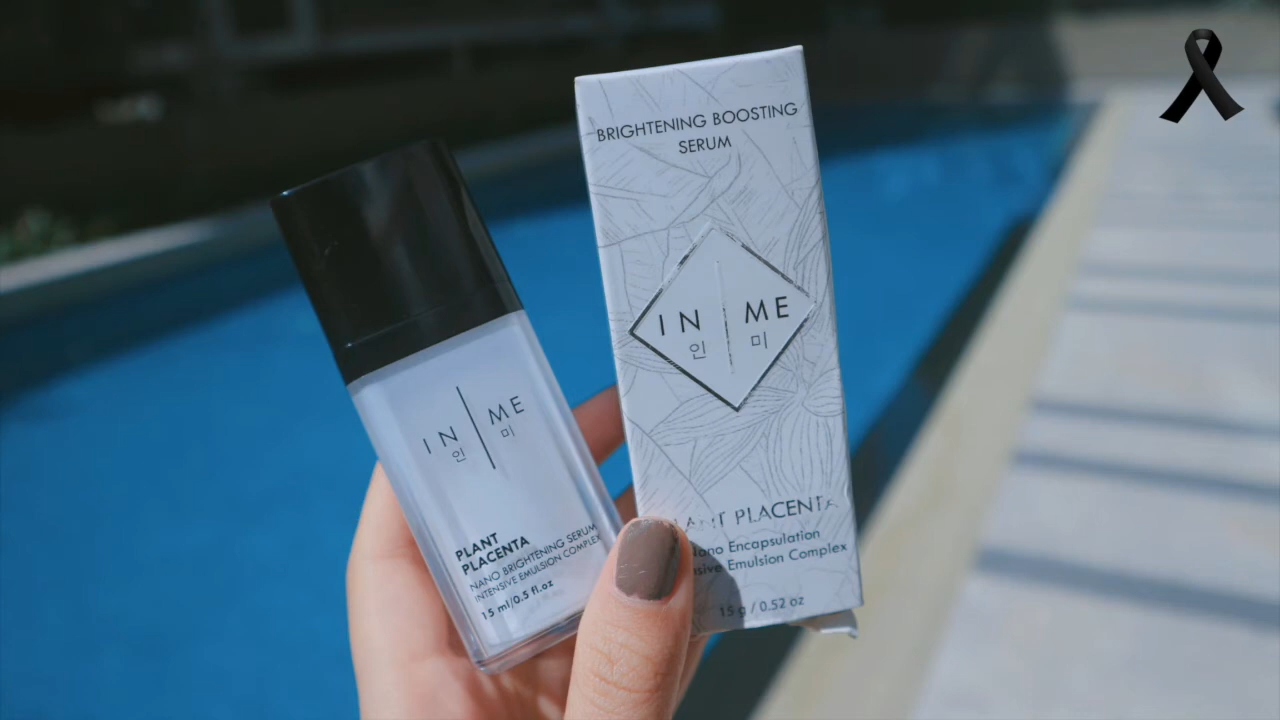 IN ME
인 미
PLANT
PLACENTA
NANO BRIGHTENING SERUM
INTENSIVE EMULSION COMPLEX
15 ml/0.5 fl.oz
BRIGHTENING BOOSTING
SERUM
IN ME
인 미
PLACENTA
Encapsulation
Emulsion Complex
15 g / 0.52 oz